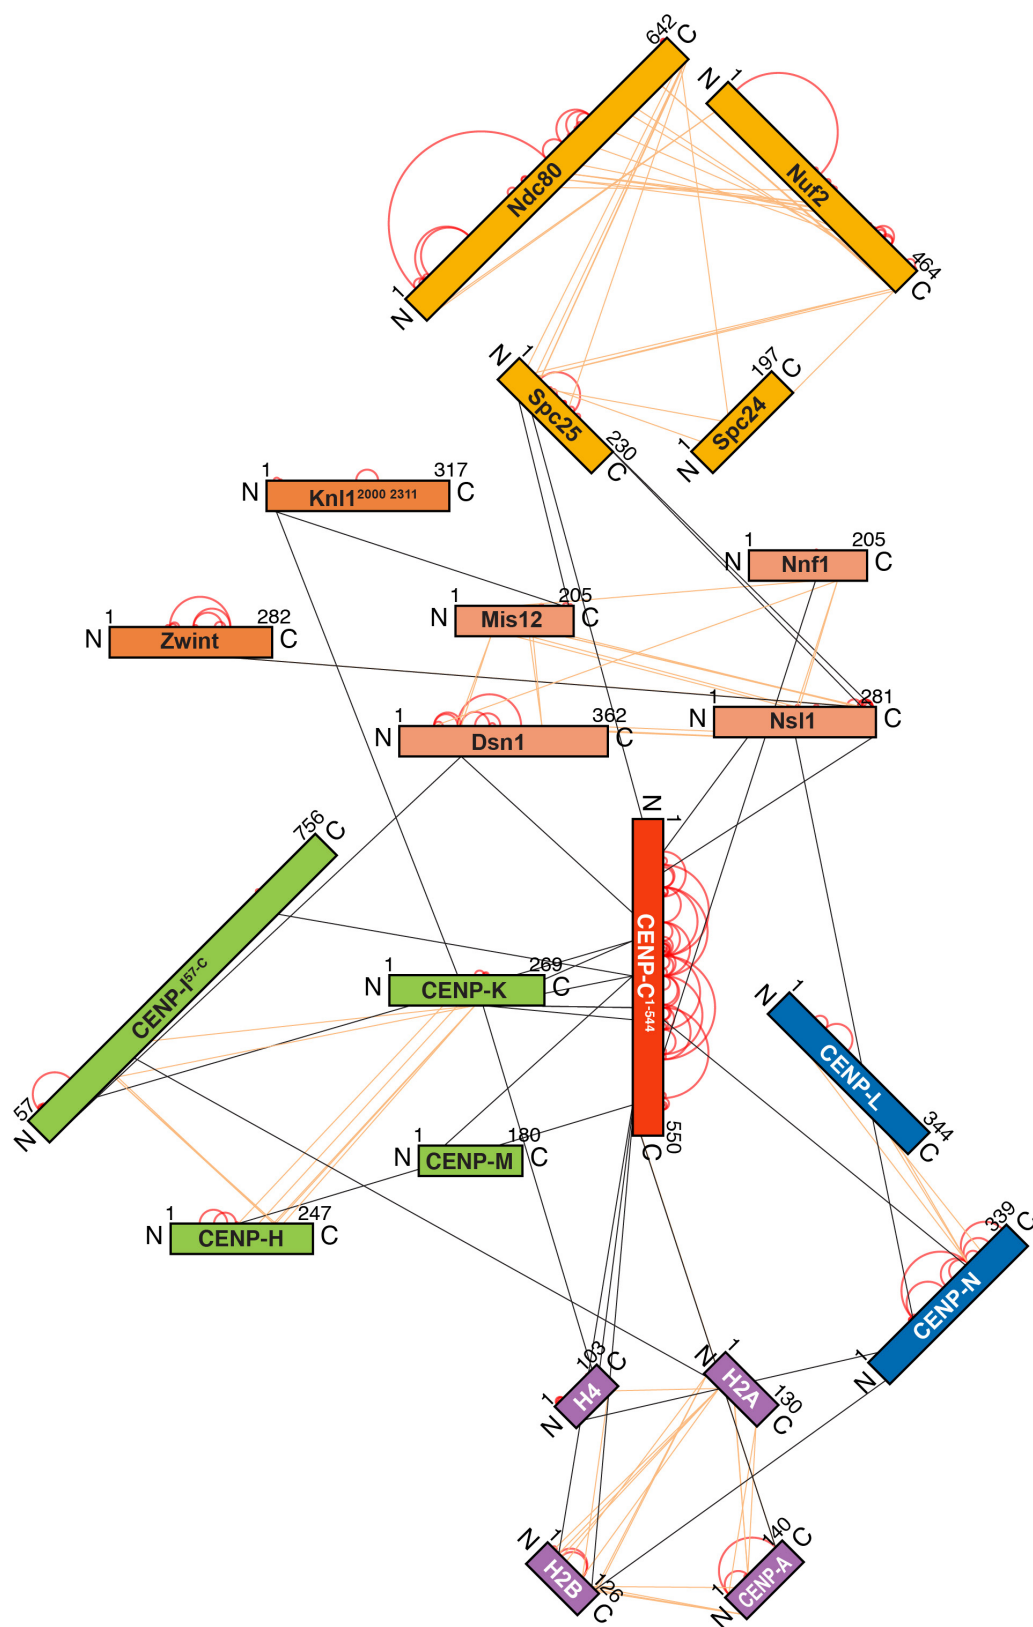 642 C
Ndc80
1
N
N 1
Nuf2
464
C
N 1
Spc25
230
C
197 C
Spc24
1
N
1 317
N Knl1²⁰⁰⁰ ²³¹¹ C
1 205
N Nnf1 C
1 205
N Mis12 C
1 282
N Zwint C
1 362
N Dsn1 C
1 281
N Nsl1 C
756 C
CENP-I⁵⁷⁻ᶜ
57
N
N 1
CENP-C¹⁻⁵⁴⁴
C 550
1 269
N CENP-K C
N 1
CENP-L
344
C
1 180
N CENP-M C
1 247
N CENP-H C
339 C
CENP-N
1
N
103 C
H4
1
N
N 1
H2A
130
C
N 1
H2B
126
C
140 C
CENP-A
1
N